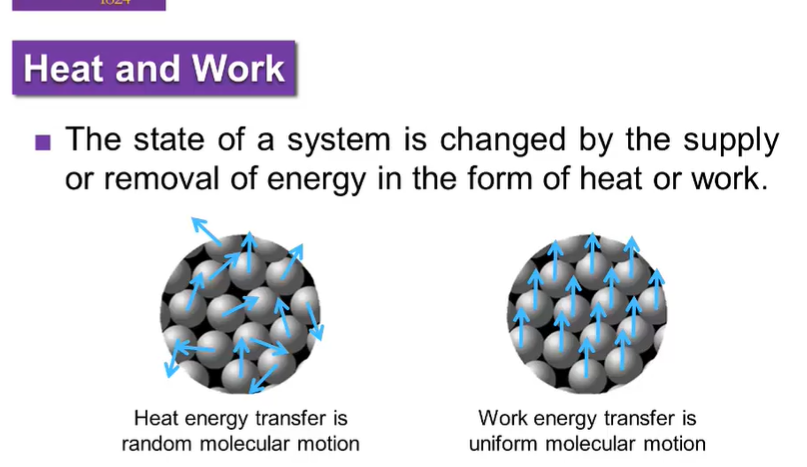 1824
Heat and Work
The state of a system is changed by the supply
or removal of energy in the form of heat or work.
Heat energy transfer is
random molecular motion
Work energy transfer is
uniform molecular motion